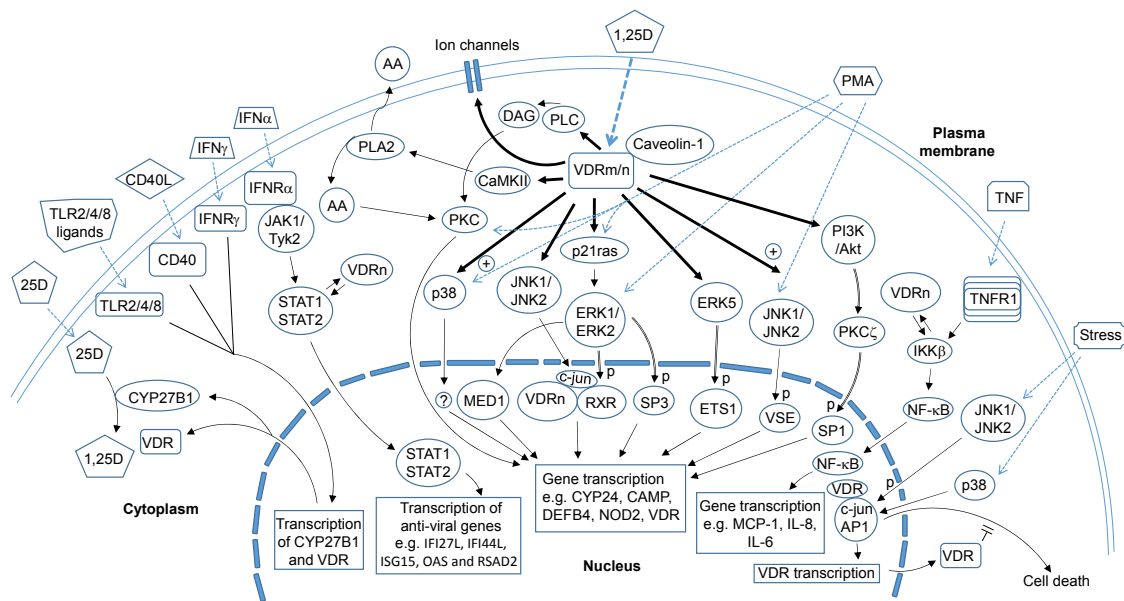 1,25D
Ion channels
AA
PMA
DAG
PLC
IFNα
Caveolin-1
Plasma
membrane
IFNγ
PLA2
VDRm/n
CD40L
IFNRα
CaMKII
TNF
TLR2/4/8
ligands
IFNRγ
JAK1/
Tyk2
AA
PKC
p21ras
PI3K
/Akt
CD40
+
+
25D
VDRn
p38
JNK1/
JNK2
VDRn
TNFR1
TLR2/4/8
STAT1
STAT2
ERK1/
ERK2
ERK5
JNK1/
JNK2
PKCζ
Stress
25D
IKKβ
c-jun
p
p
p
p
CYP27B1
?
MED1
VDRn
RXR
SP3
ETS1
p
VSE
p
SP1
NF-κB
JNK1/
JNK2
VDR
1,25D
STAT1
STAT2
NF-κB
Gene transcription
e.g. CYP24, CAMP,
DEFB4, NOD2, VDR
VDR
p
p38
Cytoplasm
Transcription
of CYP27B1
and VDR
Transcription
of anti-viral genes
e.g. IFI27L, IFI44L,
ISG15, OAS and RSAD2
Gene transcription
e.g. MCP-1, IL-8,
IL-6
c-jun
AP1
Nucleus
VDR transcription
VDR
Cell death